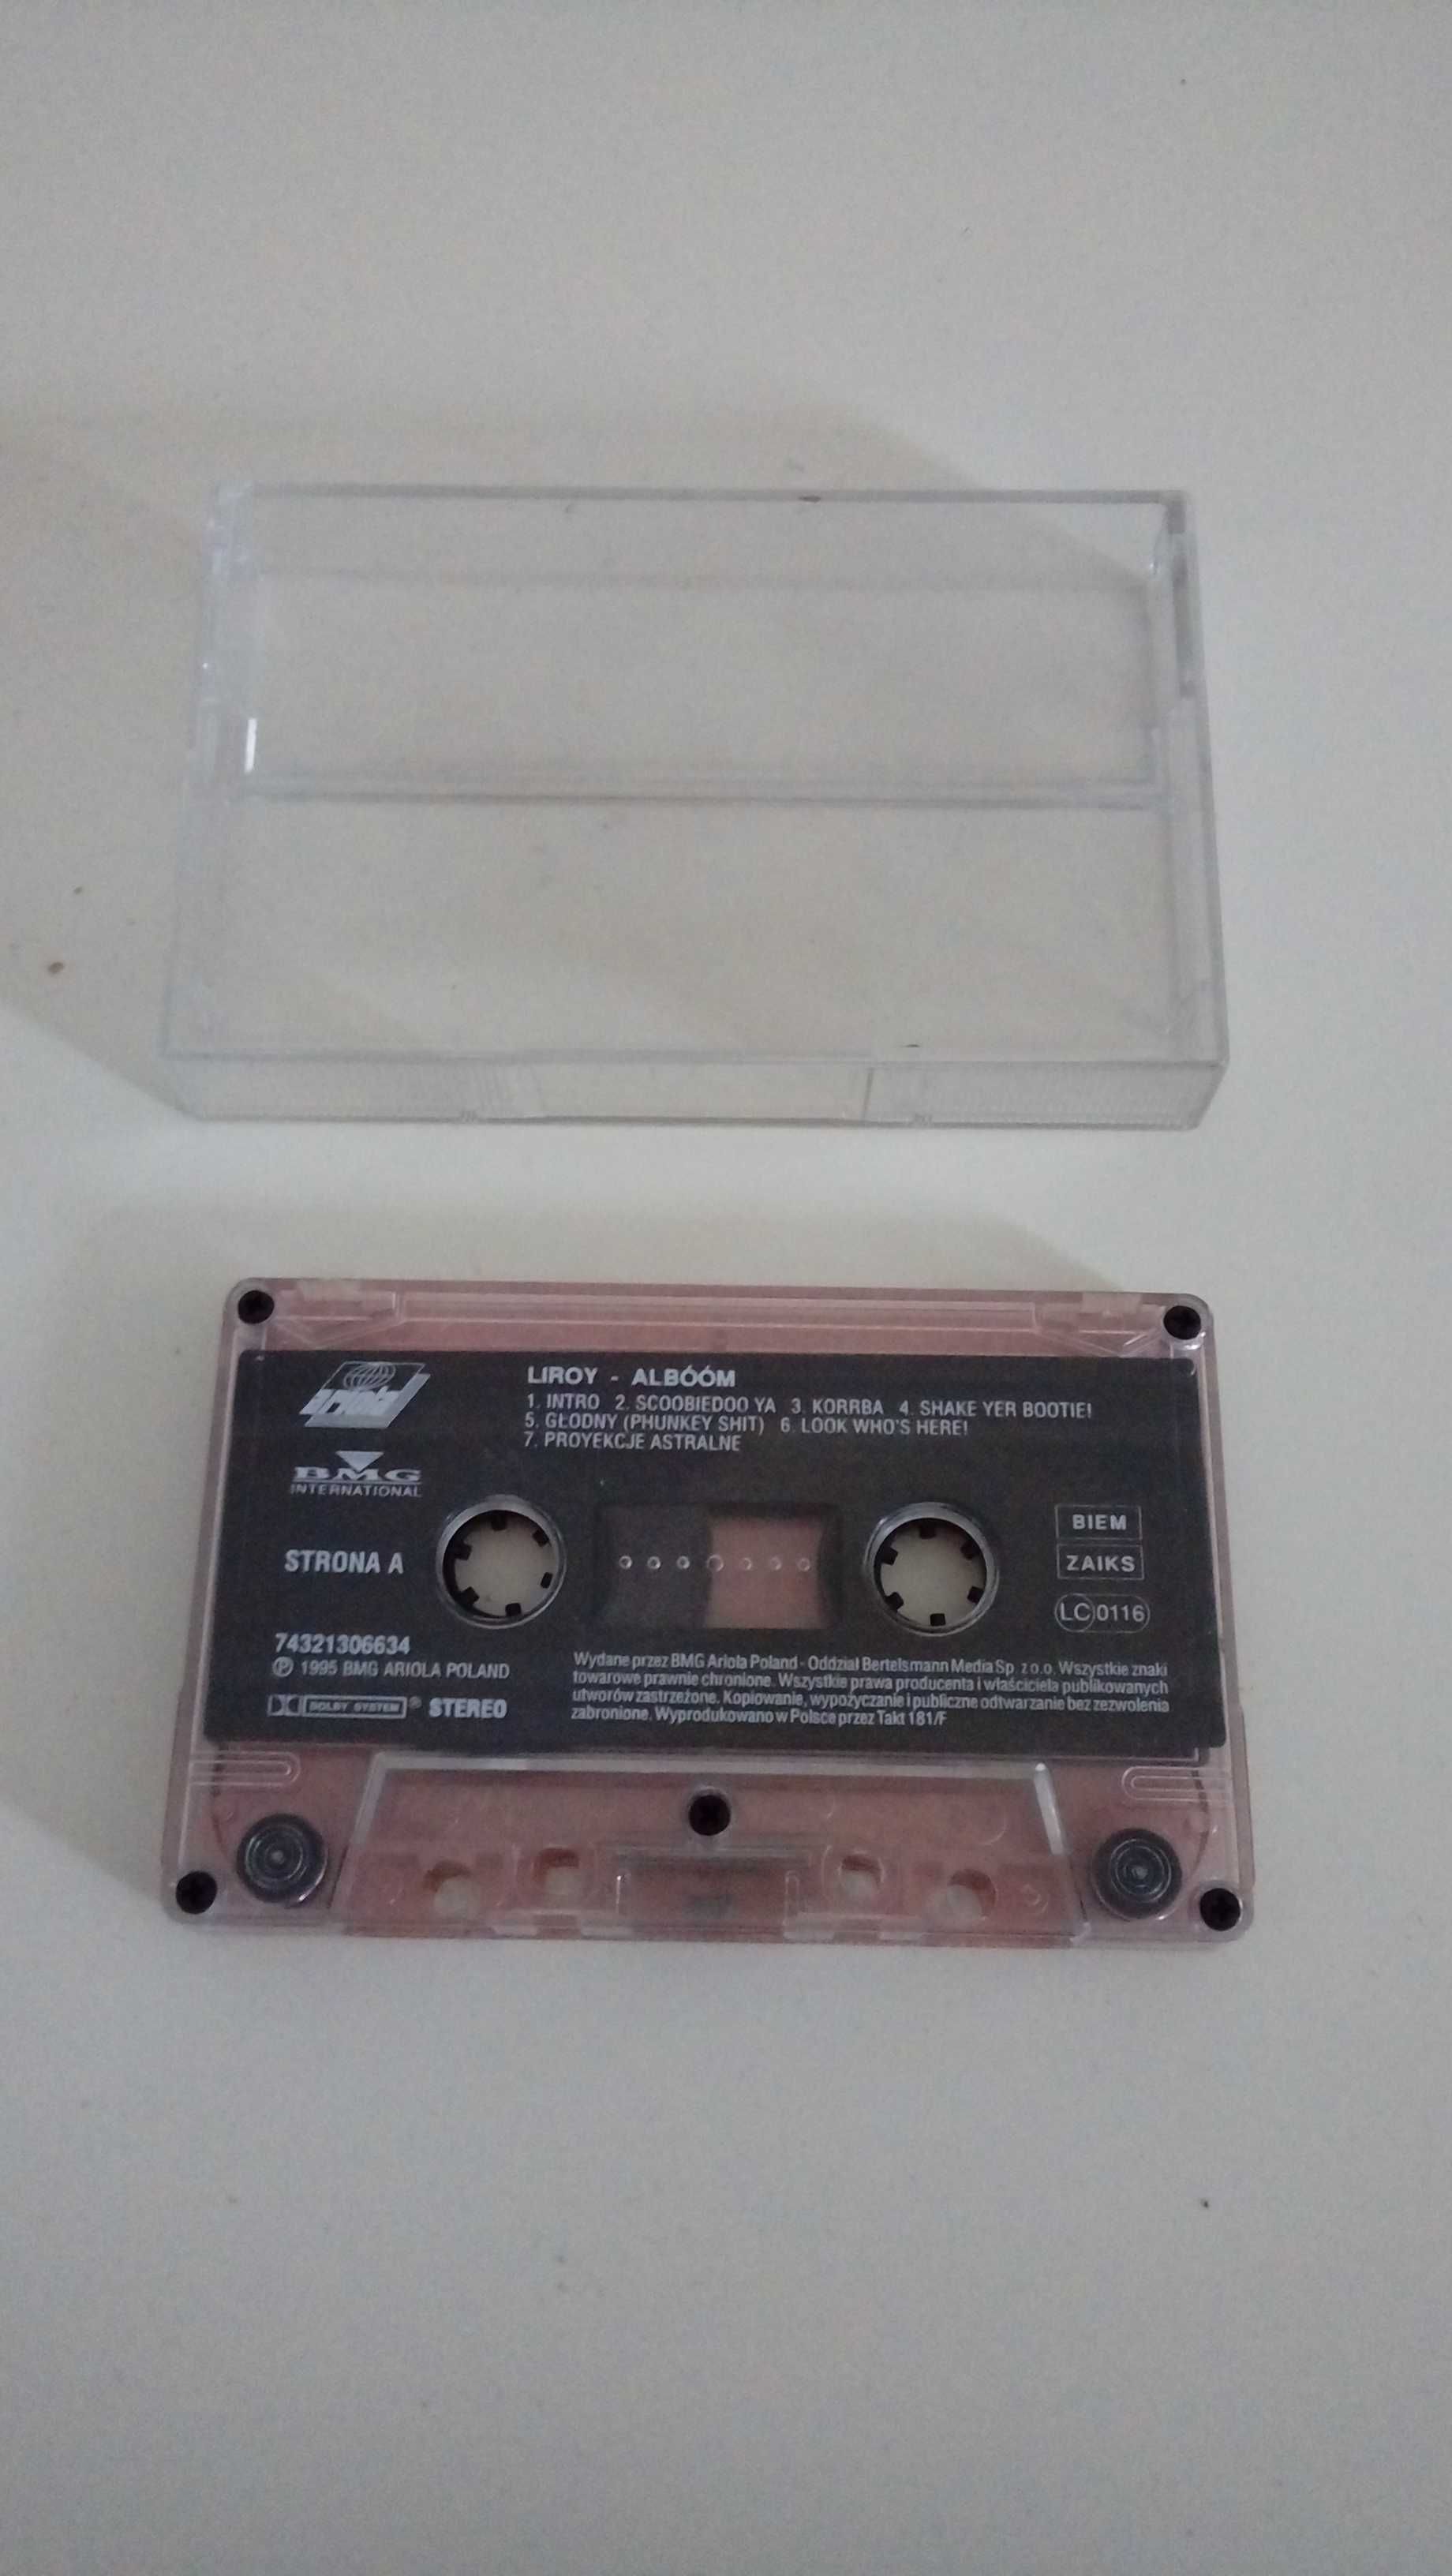 LIROY - ALBÓÓM
1. INTRO 2. SCOOBIEDOO YA 3. KORRBA 4. SHAKE YER BOOTIE!
5. GŁODNY (PHUNKEY SHIT) 6. LOOK WHO'S HERE!
7. PROYEKCJE ASTRALNE
ariola
BMG
INTERNATIONAL
STRONA A
BIEM
ZAIKS
LC 0116
74321306634
Ⓟ 1995 BMG ARIOLA POLAND
DOLBY SYSTEM ® STEREO
Wydane przez BMG Ariola Poland - Oddział Bertelsmann Media Sp. z o.o. Wszystkie znaki
towarowe prawnie chronione. Wszystkie prawa producenta i właściciela publikowanych
utworów zastrzeżone. Kopiowanie, wypożyczanie i publiczne odtwarzanie bez zezwolenia
zabronione. Wyprodukowano w Polsce przez Takt 181/F